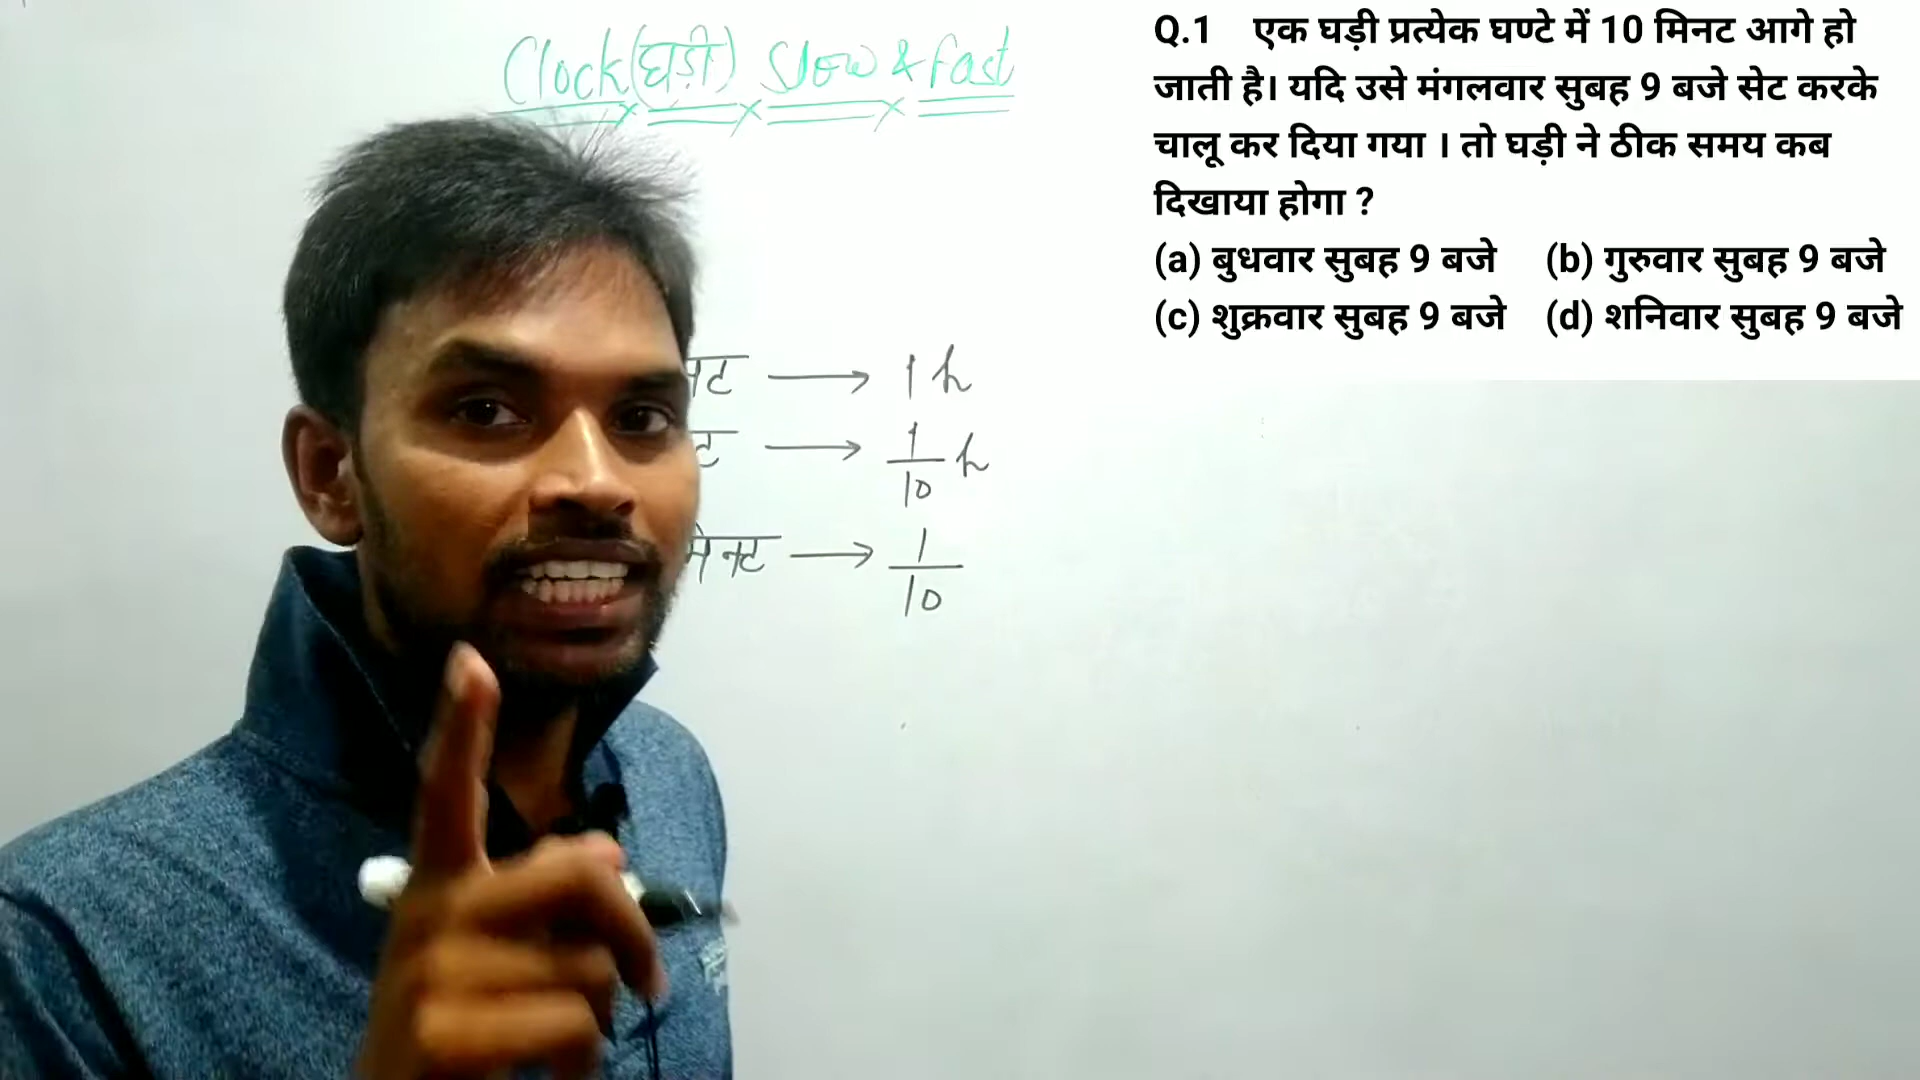 Clock (घड़ी) Slow & Fast
Q.1 एक घड़ी प्रत्येक घण्टे में 10 मिनट आगे हो
जाती है। यदि उसे मंगलवार सुबह 9 बजे सेट करके
चालू कर दिया गया । तो घड़ी ने ठीक समय कब
दिखाया होगा ?
(a) बुधवार सुबह 9 बजे (b) गुरुवार सुबह 9 बजे
(c) शुक्रवार सुबह 9 बजे (d) शनिवार सुबह 9 बजे
→ 1 h
→ 1/10 h
→ 1/10